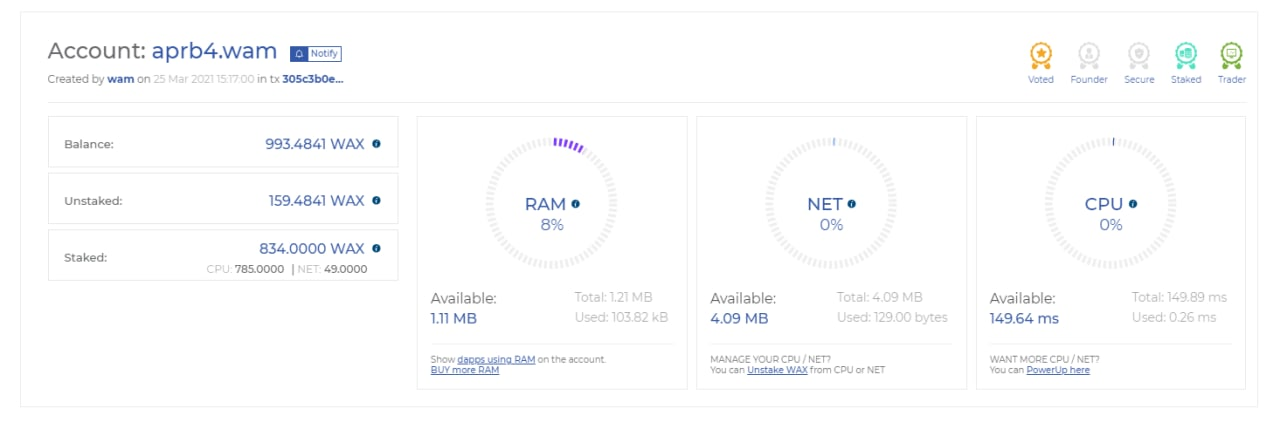 Account: aprb4.wam Notify
Created by wam on 25 Mar 2021 15:17:00 in tx 305c3b0e...
Voted Founder Secure Staked Trader
Balance: 993.4841 WAX
Unstaked: 159.4841 WAX
Staked: 834.0000 WAX
CPU: 785.0000 | NET: 49.0000
RAM
8%
Available: Total: 1.21 MB
1.11 MB Used: 103.82 kB
Show dapps using RAM on the account.
BUY more RAM
NET
0%
Available: Total: 4.09 MB
4.09 MB Used: 129.00 bytes
MANAGE YOUR CPU / NET?
You can Unstake WAX from CPU or NET
CPU
0%
Available: Total: 149.89 ms
149.64 ms Used: 0.26 ms
WANT MORE CPU / NET?
You can PowerUp here